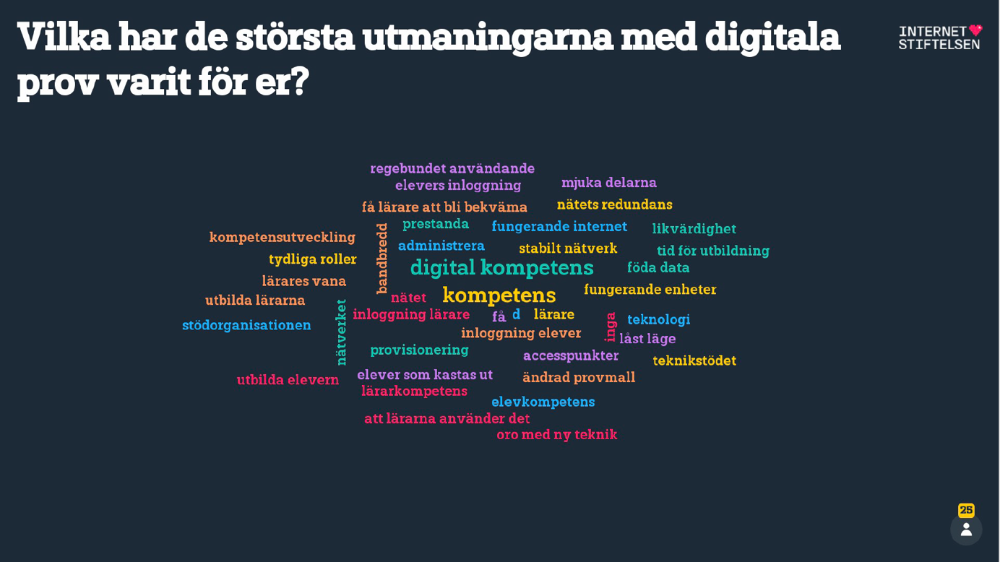 Vilka har de största utmaningarna med digitala
prov varit för er?
INTERNET
STIFTELSEN
regebundet användande
elevers inloggning
mjuka delarna
få lärare att bli bekväma
nätets redundans
prestanda
fungerande internet
likvärdighet
kompetensutveckling
bandbredd
administrera
stabilt nätverk
tid för utbildning
tydliga roller
digital kompetens
föda data
lärares vana
kompetens
fungerande enheter
utbilda lärarna
nätet
inloggning lärare
få
d
lärare
inga
teknologi
stödorganisationen
nätverket
inloggning elever
låst läge
provisionering
accesspunkter
teknikstödet
utbilda elevern
elever som kastas ut
ändrad provmall
lärarkompetens
elevkompetens
att lärarna använder det
oro med ny teknik
25